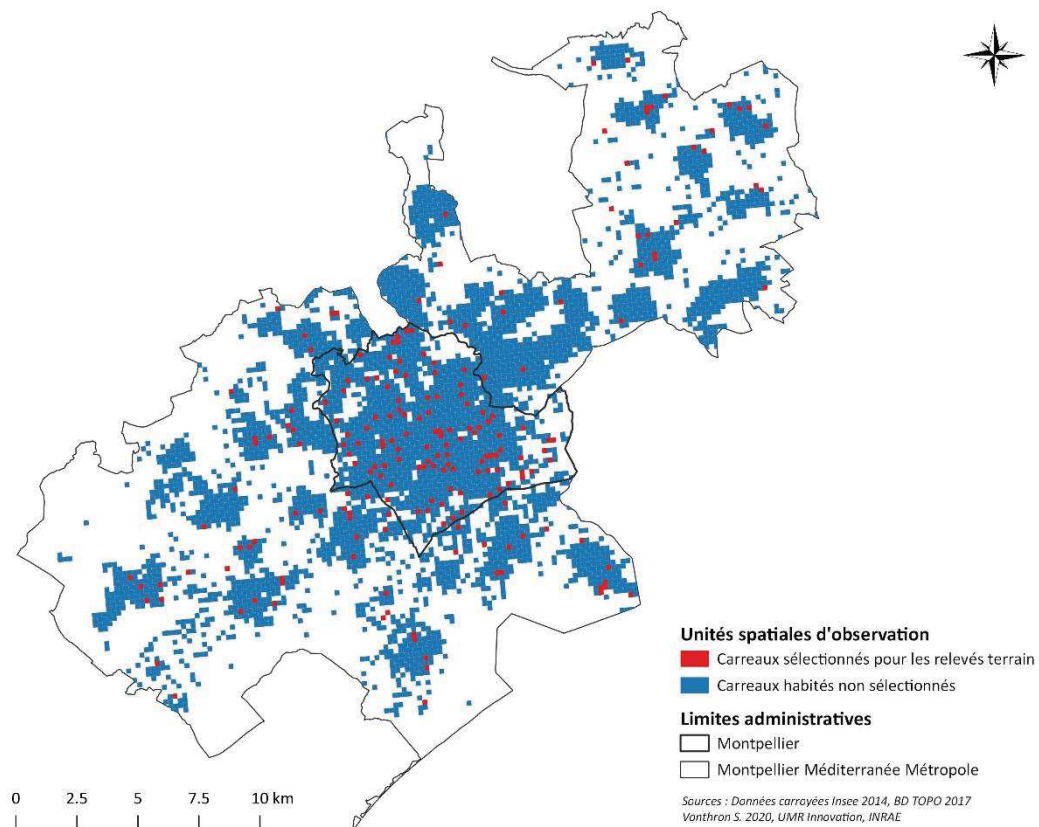 Unités spatiales d'observation
Carreaux sélectionnés pour les relevés terrain
Carreaux habités non sélectionnés
Limites administratives
Montpellier
Montpellier Méditerranée Métropole
0 2.5 5 7.5 10 km
Sources : Données carroyées Insee 2014, BD TOPO 2017
Vonthron S. 2020, UMR Innovation, INRAE